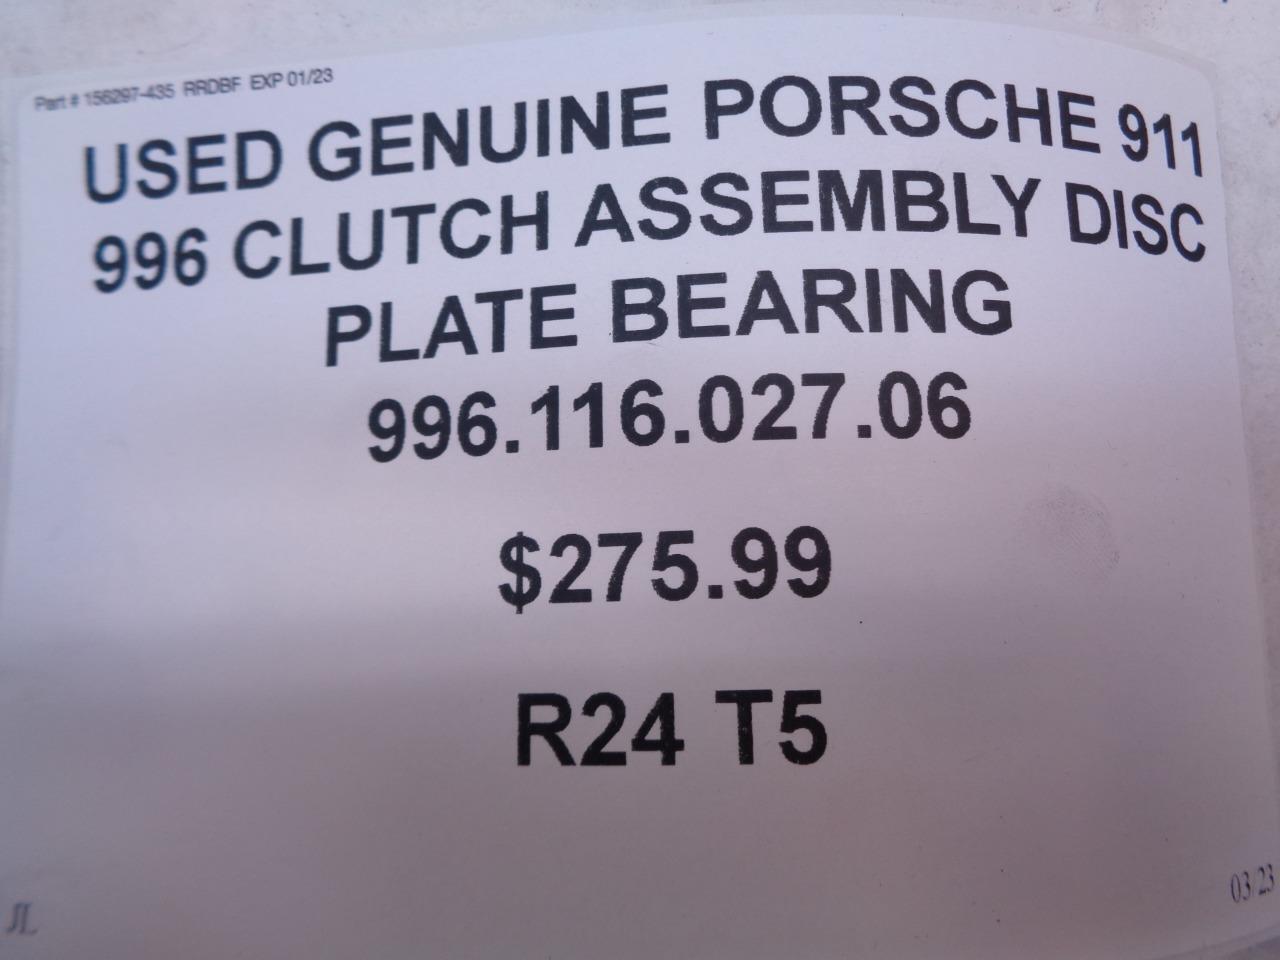 Part # 156297-435 RRDBF EXP 01/23
USED GENUINE PORSCHE 911
996 CLUTCH ASSEMBLY DISC
PLATE BEARING
996.116.027.06
$275.99
R24 T5
JL
03/23